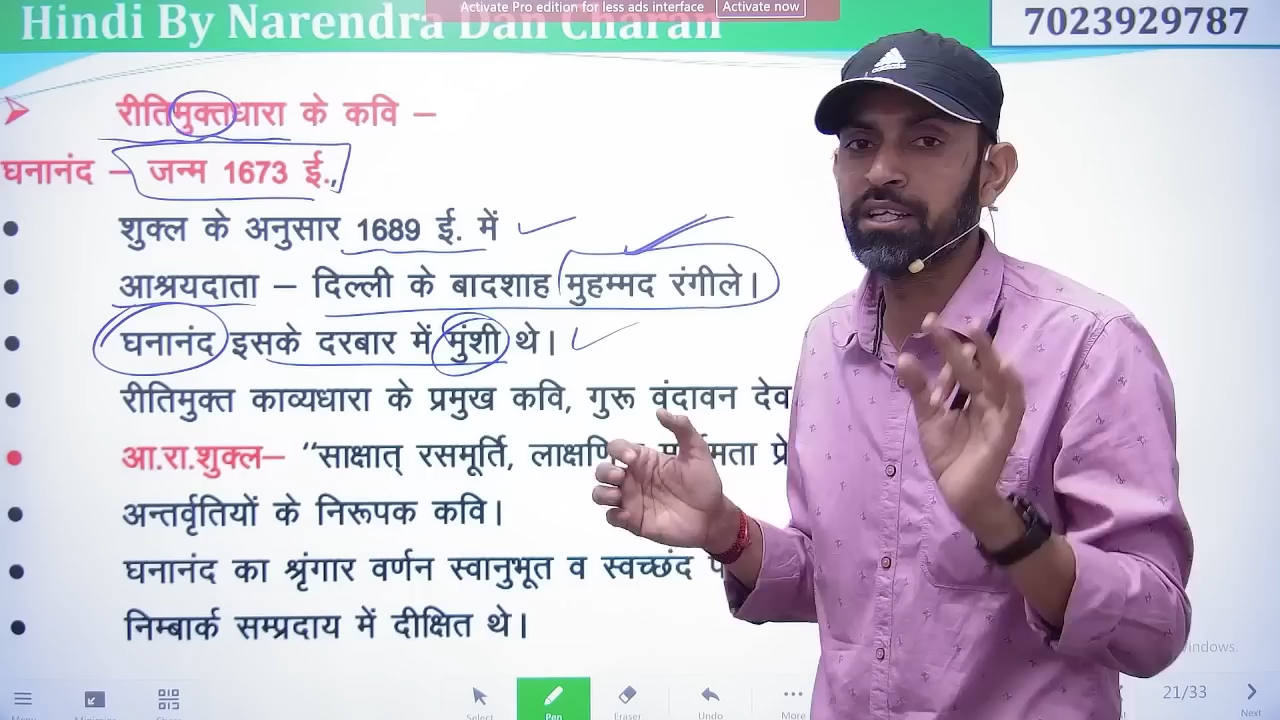 Hindi By Narendra Dan Charan
Activate Pro edition for less ads interface
Activate now
7023929787
रीतिमुक्तधारा के कवि –
घनानंद – जन्म 1673 ई.,
शुक्ल के अनुसार 1689 ई. में
आश्रयदाता – दिल्ली के बादशाह मुहम्मद रंगीले।
घनानंद इसके दरबार में मुंशी थे।
रीतिमुक्त काव्यधारा के प्रमुख कवि, गुरू वंदावन देव
आ.रा.शुक्ल– "साक्षात् रसमूर्ति,
अन्तर्वृतियों के निरूपक कवि।
घनानंद का श्रृंगार वर्णन स्वानुभूत व स्वच्छंद
निम्बार्क सम्प्रदाय में दीक्षित थे।
21/33
Menu
Select
Pen
Eraser
Undo
More
Next